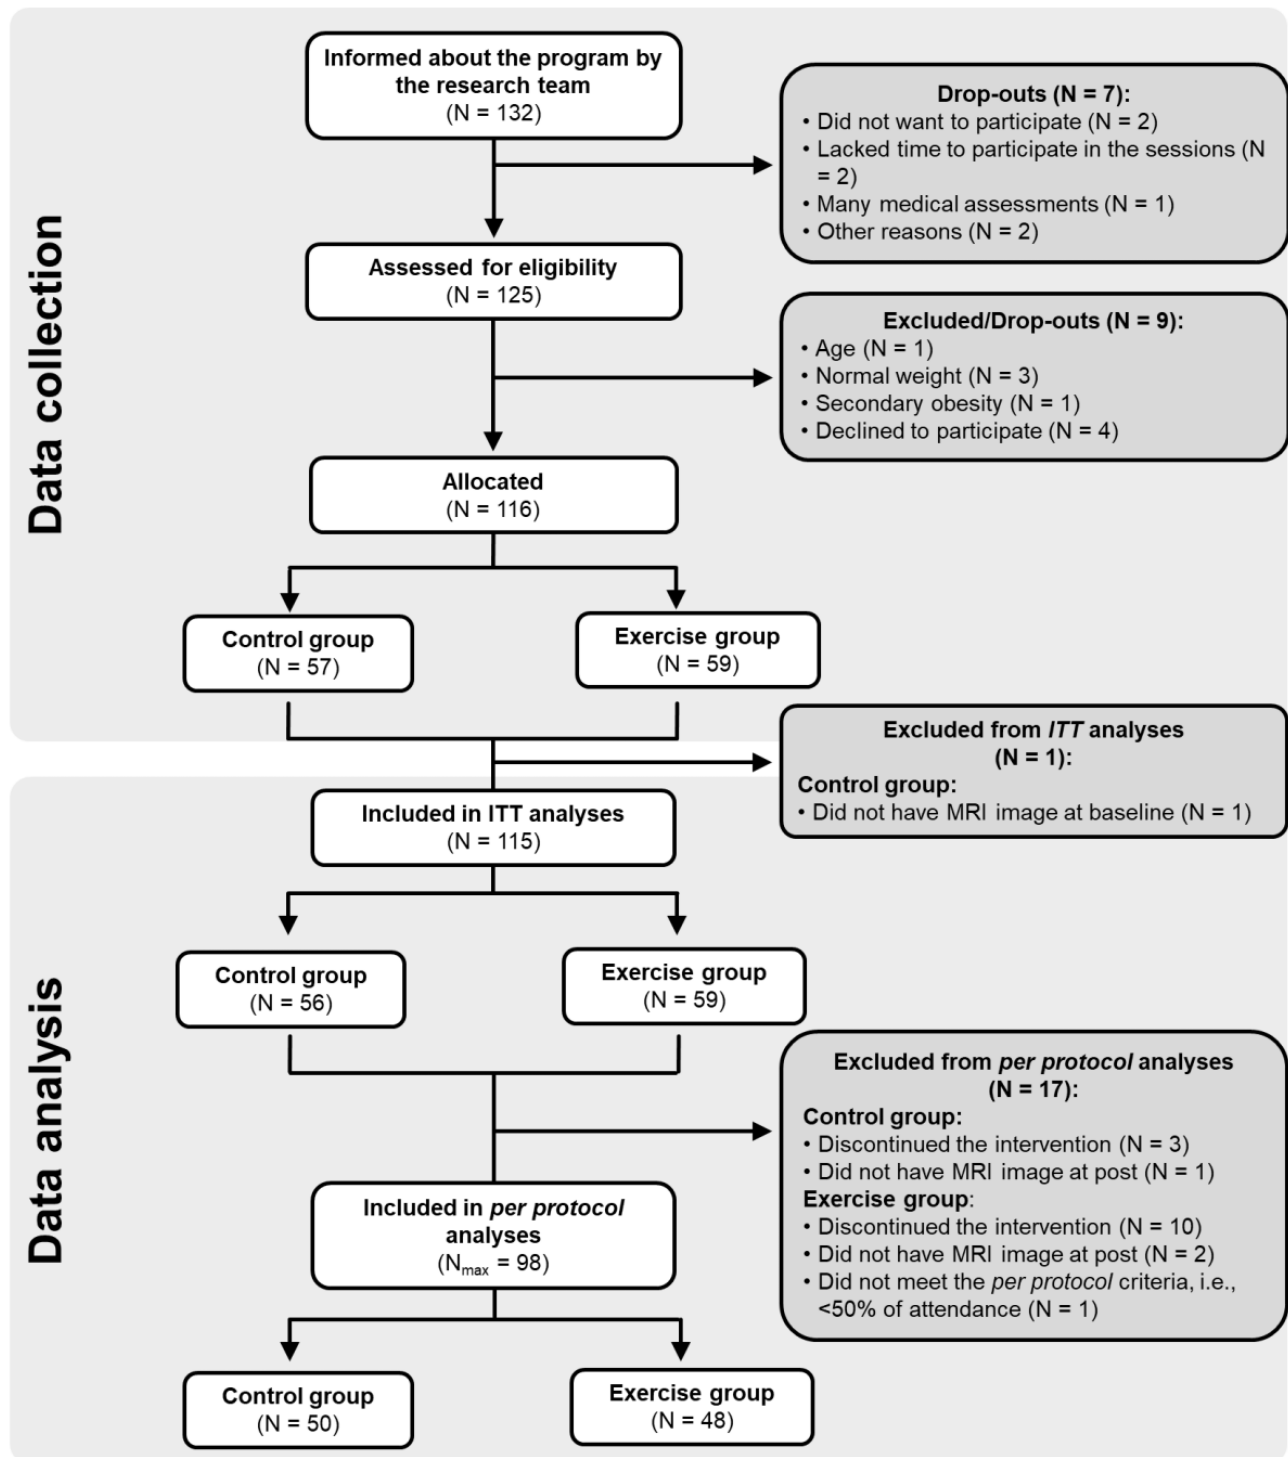 Data collection
Informed about the program by
the research team
(N = 132)
Drop-outs (N = 7):
• Did not want to participate (N = 2)
• Lacked time to participate in the sessions (N
= 2)
• Many medical assessments (N = 1)
• Other reasons (N = 2)
Assessed for eligibility
(N = 125)
Excluded/Drop-outs (N = 9):
• Age (N = 1)
• Normal weight (N = 3)
• Secondary obesity (N = 1)
• Declined to participate (N = 4)
Allocated
(N = 116)
Control group
(N = 57)
Exercise group
(N = 59)
Excluded from ITT analyses
(N = 1):
Control group:
• Did not have MRI image at baseline (N = 1)
Data analysis
Included in ITT analyses
(N = 115)
Control group
(N = 56)
Exercise group
(N = 59)
Excluded from per protocol analyses
(N = 17):
Control group:
• Discontinued the intervention (N = 3)
• Did not have MRI image at post (N = 1)
Exercise group:
• Discontinued the intervention (N = 10)
• Did not have MRI image at post (N = 2)
• Did not meet the per protocol criteria, i.e.,
<50% of attendance (N = 1)
Included in per protocol
analyses
(Nmax = 98)
Control group
(N = 50)
Exercise group
(N = 48)